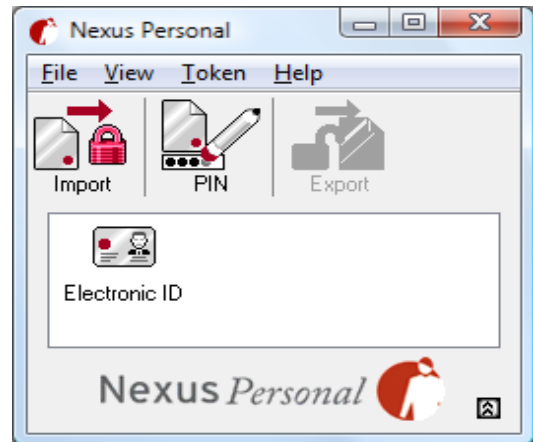 Nexus Personal
File View Token Help
Import PIN Export
Electronic ID
Nexus Personal